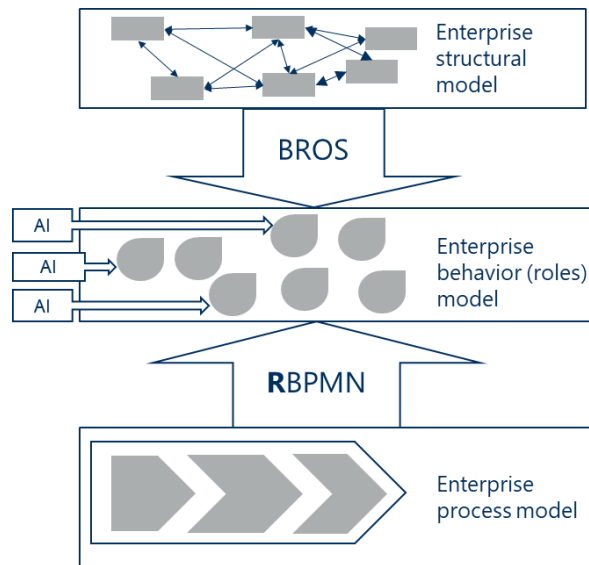 Enterprise
structural
model
BROS
AI
AI
AI
Enterprise
behavior (roles)
model
RBPMN
Enterprise
process model